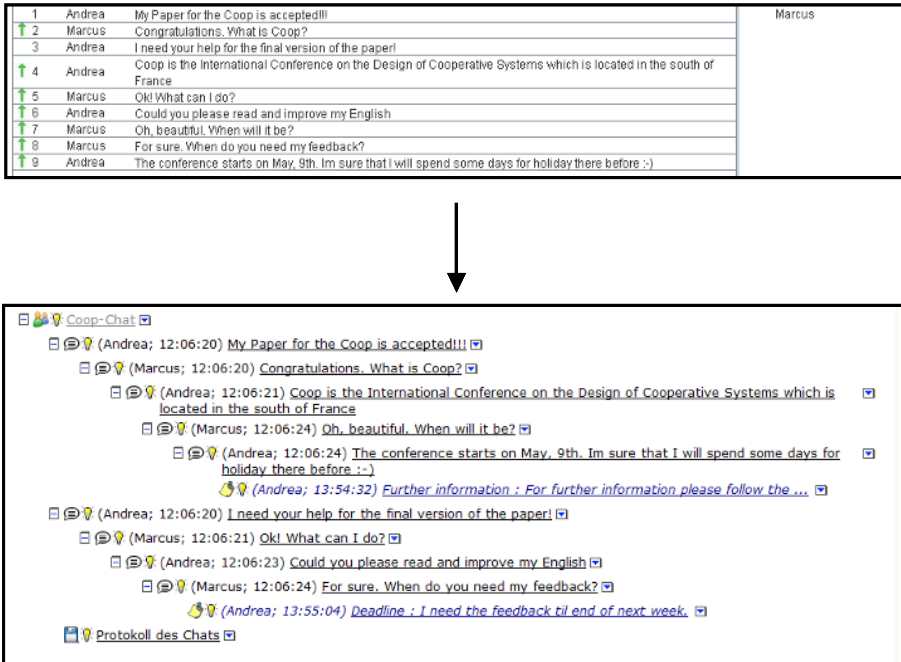 1 Andrea My Paper for the Coop is accepted!!! Marcus
2 Marcus Congratulations. What is Coop?
3 Andrea I need your help for the final version of the paper!
4 Andrea Coop is the International Conference on the Design of Cooperative Systems which is located in the south of
France
5 Marcus Ok! What can I do?
6 Andrea Could you please read and improve my English
7 Marcus Oh, beautiful. When will it be?
8 Marcus For sure. When do you need my feedback?
9 Andrea The conference starts on May, 9th. Im sure that I will spend some days for holiday there before :-)
Coop-Chat
(Andrea; 12:06:20) My Paper for the Coop is accepted!!!
(Marcus; 12:06:20) Congratulations. What is Coop?
(Andrea; 12:06:21) Coop is the International Conference on the Design of Cooperative Systems which is
located in the south of France
(Marcus; 12:06:24) Oh, beautiful. When will it be?
(Andrea; 12:06:24) The conference starts on May, 9th. Im sure that I will spend some days for
holiday there before :-)
(Andrea; 13:54:32) Further information : For further information please follow the ...
(Andrea; 12:06:20) I need your help for the final version of the paper!
(Marcus; 12:06:21) Ok! What can I do?
(Andrea; 12:06:23) Could you please read and improve my English
(Marcus; 12:06:24) For sure. When do you need my feedback?
(Andrea; 13:55:04) Deadline : I need the feedback til end of next week.
Protokoll des Chats